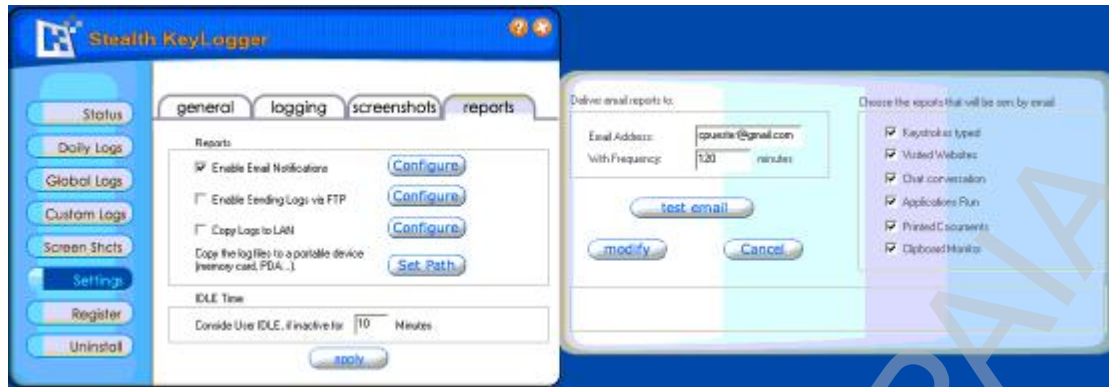 Stealth KeyLogger
general
logging
screenshots
reports
Status
Daily Logs
Global Logs
Custom Logs
Screen Shots
Settings
Register
Uninstall
Reports
Enable Email Notifications
Configure
Enable Sending Logs via FTP
Configure
Copy Logs to LAN
Configure
Copy the log files to a portable device
(memory card, PDA...).
Set Path
IDLE Time
Conside User IDLE, if inactive for 10 Minutes
apply
Deliver email reports to:
Email Address:
@gmail.com
With Frequency: 120 minutes
test email
modify
Cancel
Choose the reports that will be sent by email
Keystrokes typed
Visited Websites
Chat conversation
Applications Run
Printed Documents
Clipboard Monitor